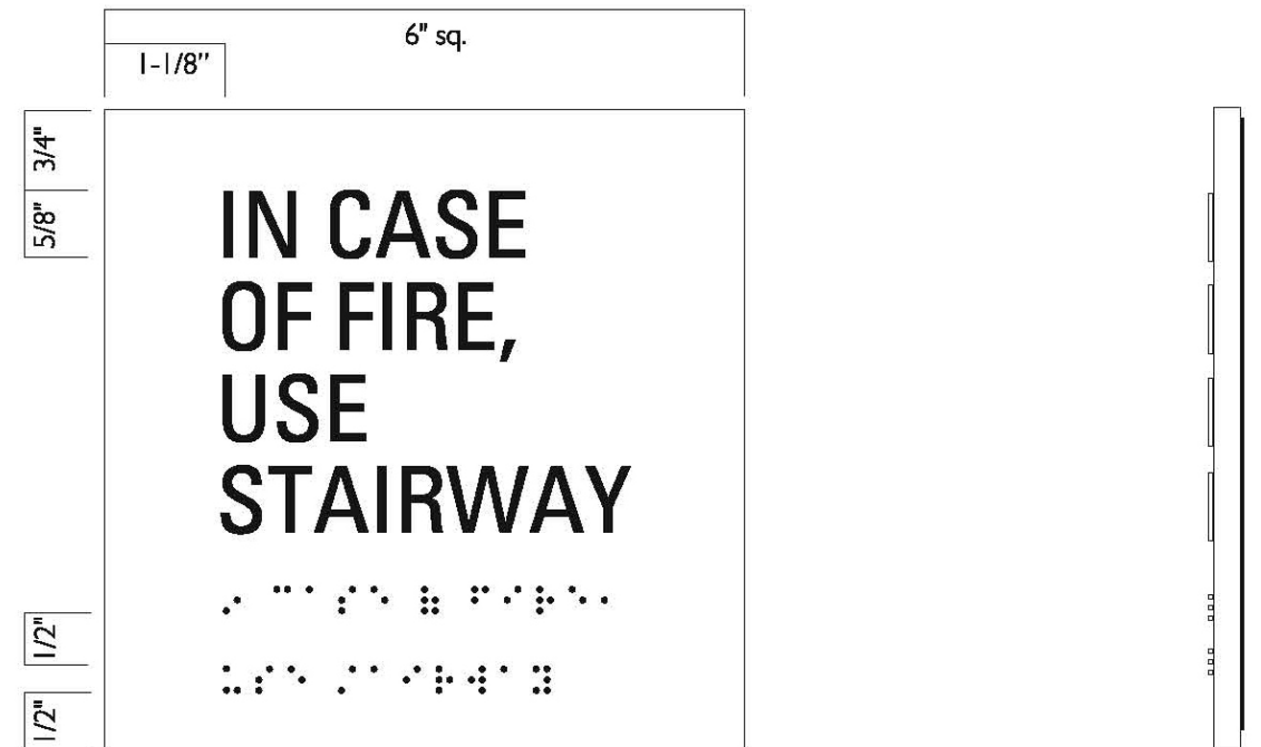 6" sq.
1-1/8”
3/4"
5/8"
IN CASE
OF FIRE,
USE
STAIRWAY
⠔ ⠉⠁⠎⠑ ⠷ ⠋⠊⠗⠑⠂
1/2"
⠥⠎⠑ ⠌⠁⠊⠗⠺⠁⠽
1/2"